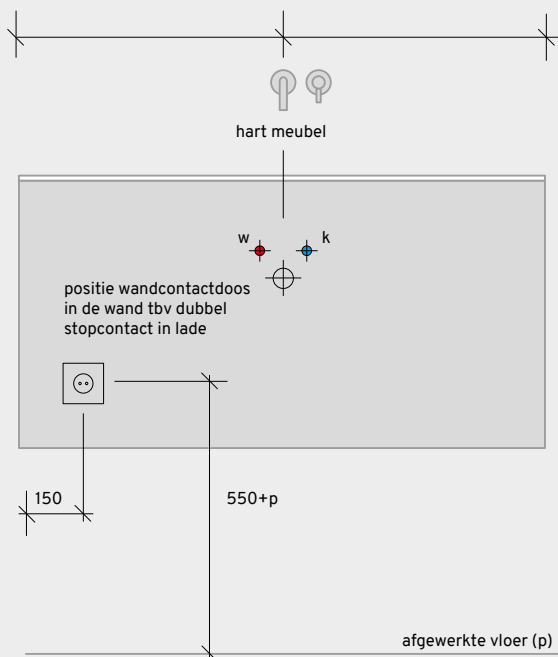 hart meubel
w k
positie wandcontactdoos
in de wand tbv dubbel
stopcontact in lade
150
550+p
afgewerkte vloer (p)